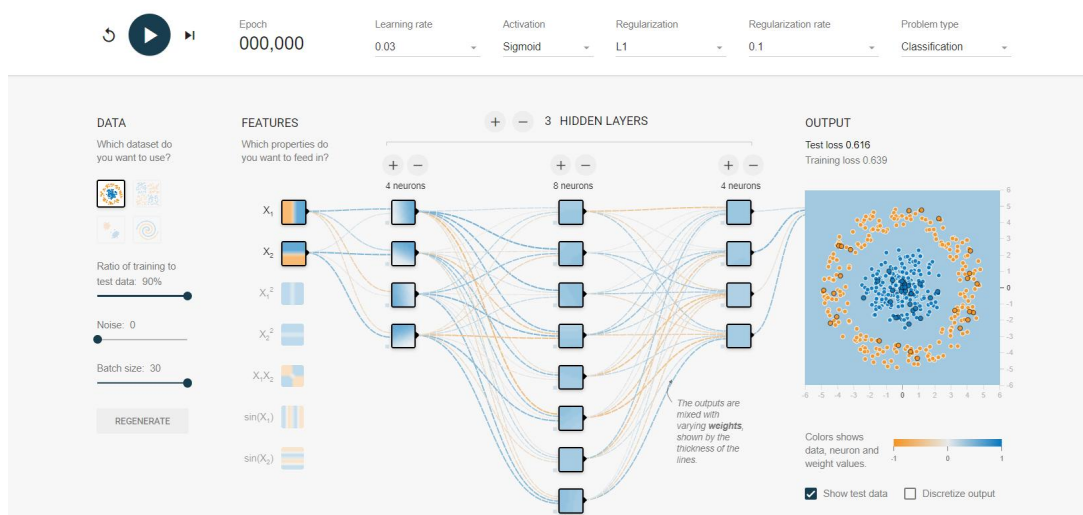 Epoch
000,000
Learning rate
0.03
Activation
Sigmoid
Regularization
L1
Regularization rate
0.1
Problem type
Classification
DATA
Which dataset do
you want to use?
Ratio of training to
test data: 90%
Noise: 0
Batch size: 30
REGENERATE
FEATURES
Which properties do
you want to feed in?
X₁
X₂
X₁²
X₂²
X₁X₂
sin(X₁)
sin(X₂)
+ − 3 HIDDEN LAYERS
+ −
4 neurons
+ −
8 neurons
+ −
4 neurons
The outputs are
mixed with
varying weights,
shown by the
thickness of the
lines.
OUTPUT
Test loss 0.616
Training loss 0.639
6
5
4
3
2
1
0
-1
-2
-3
-4
-5
-6
-6 -5 -4 -3 -2 -1 0 1 2 3 4 5 6
Colors shows
data, neuron and
weight values.
-1 0 1
Show test data
Discretize output